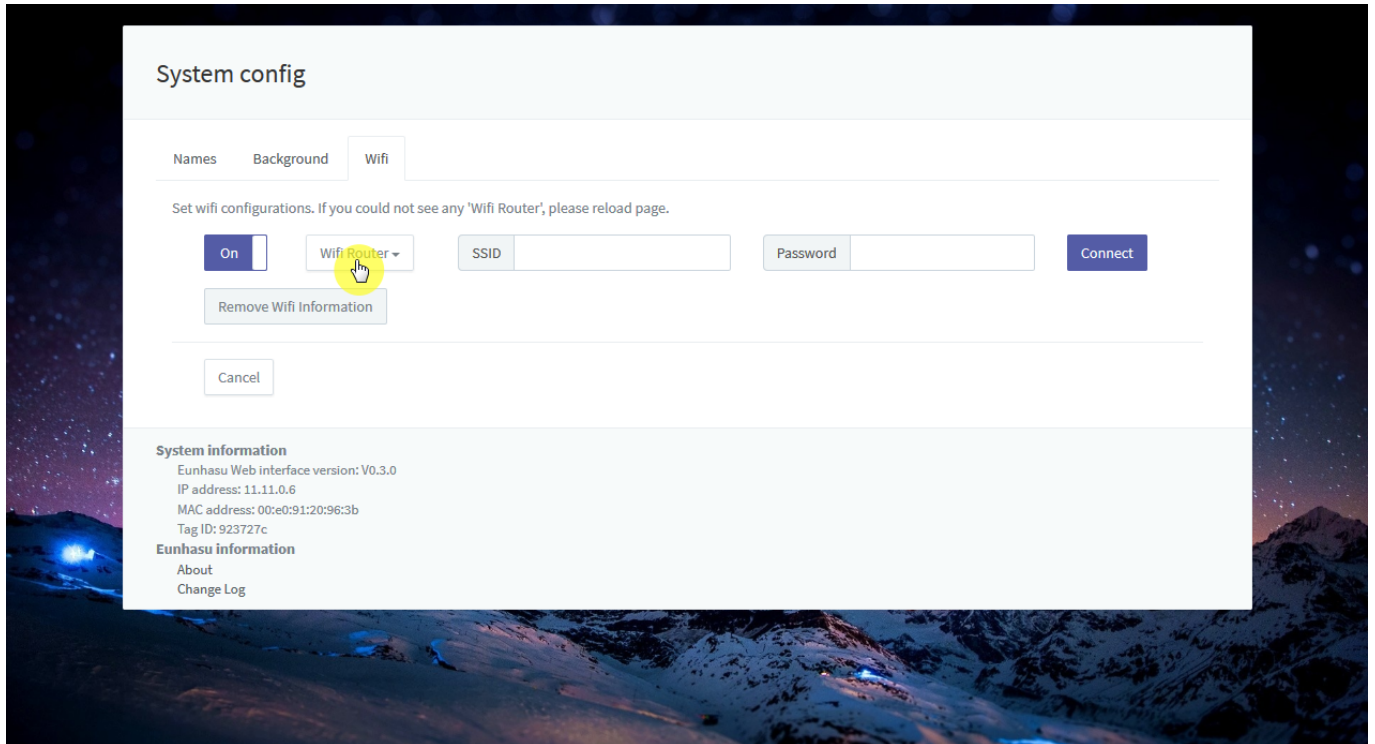 System config
Names Background Wifi
Set wifi configurations. If you could not see any 'Wifi Router', please reload page.
On Wifi Router SSID Password Connect
Remove Wifi Information
Cancel
System information
Eunhasu Web interface version: V0.3.0
IP address: 11.11.0.6
MAC address: 00:e0:91:20:96:3b
Tag ID: 923727c
Eunhasu information
About
Change Log